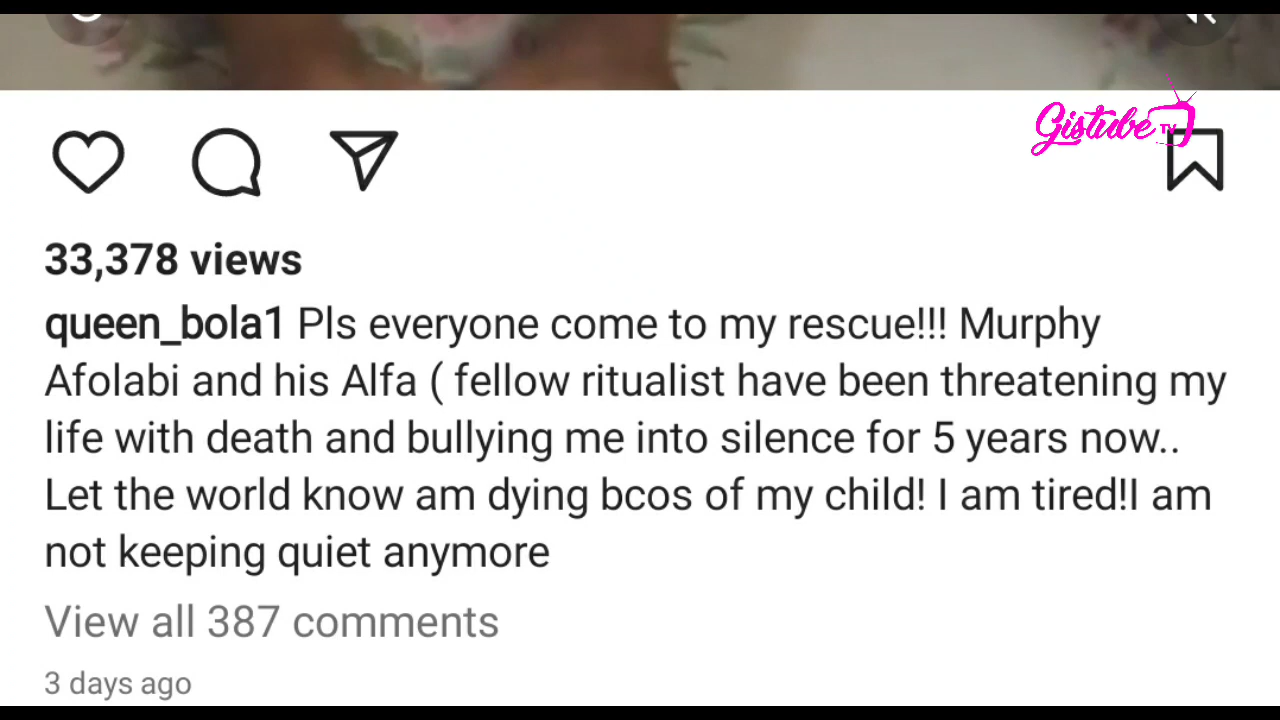 Gistube TV
33,378 views
queen_bola1 Pls everyone come to my rescue!!! Murphy
Afolabi and his Alfa ( fellow ritualist have been threatening my
life with death and bullying me into silence for 5 years now..
Let the world know am dying bcos of my child! I am tired!I am
not keeping quiet anymore
View all 387 comments
3 days ago